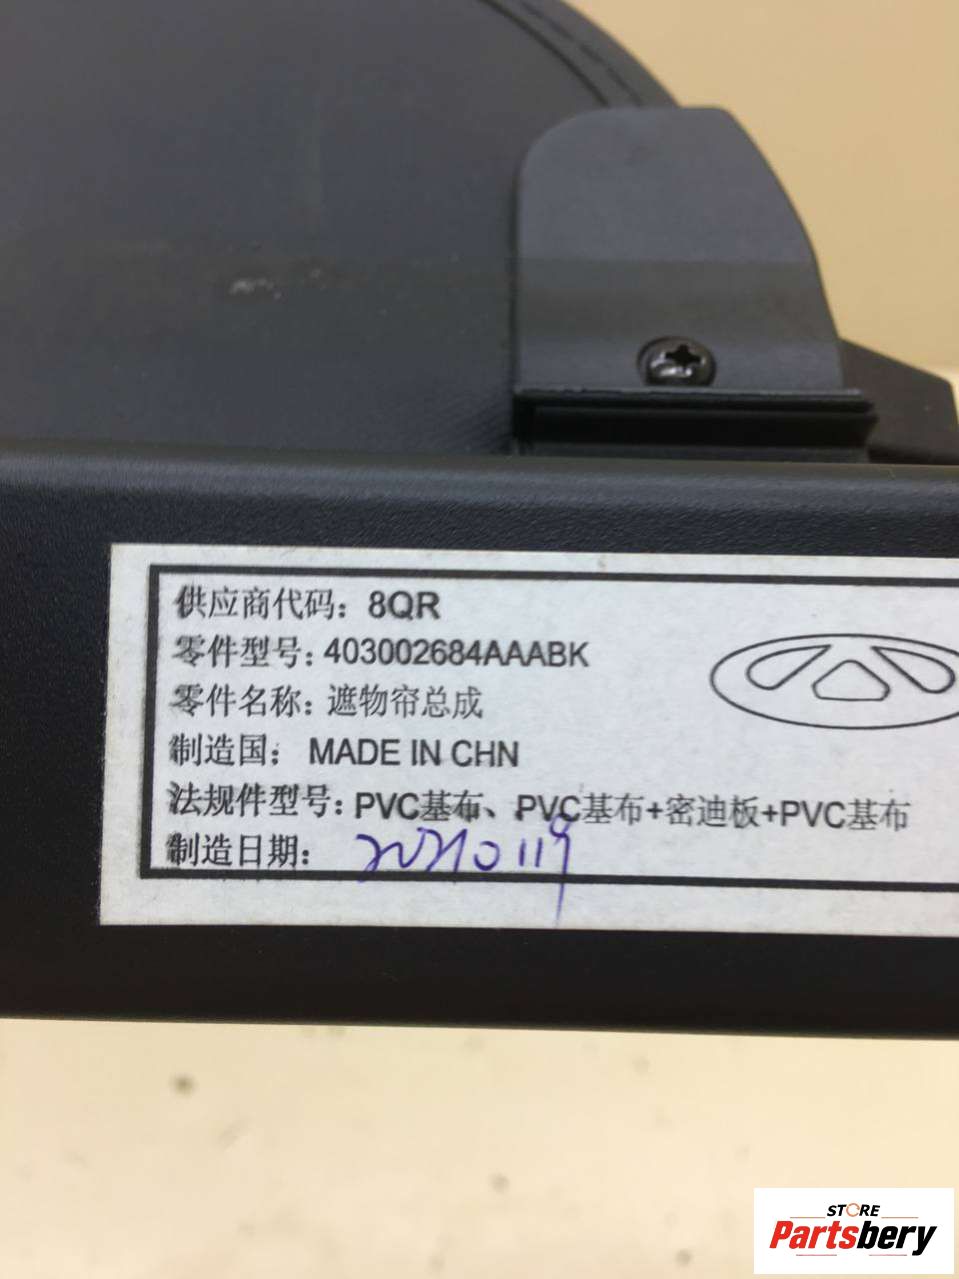 供应商代码：8QR
零件型号：403002684AAABK
零件名称：遮物帘总成
制造国： MADE IN CHN
法规件型号：PVC基布、PVC基布+密迪板+PVC基布
制造日期： 20210119
STORE
Partsbery